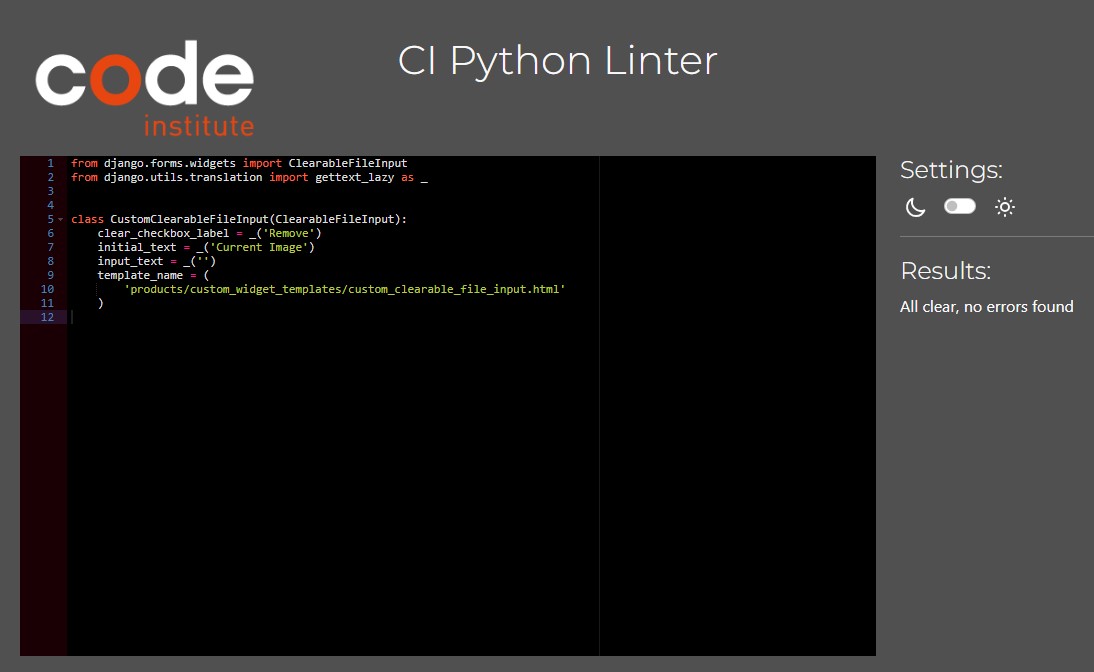 code
institute
CI Python Linter
1 from django.forms.widgets import ClearableFileInput
2 from django.utils.translation import gettext_lazy as _
3
4
5 class CustomClearableFileInput(ClearableFileInput):
6     clear_checkbox_label = _('Remove')
7     initial_text = _('Current Image')
8     input_text = _('')
9     template_name = (
10         'products/custom_widget_templates/custom_clearable_file_input.html'
11     )
12
Settings:
Results:
All clear, no errors found